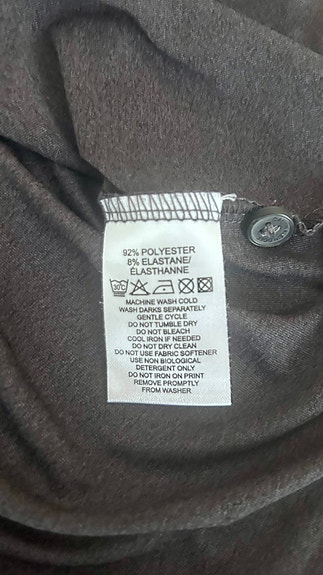 92% POLYESTER
8% ELASTANE/
ÉLASTHANNE
30°C
MACHINE WASH COLD
WASH DARKS SEPARATELY
GENTLE CYCLE
DO NOT TUMBLE DRY
DO NOT BLEACH
COOL IRON IF NEEDED
DO NOT DRY CLEAN
DO NOT USE FABRIC SOFTENER
USE NON BIOLOGICAL
DETERGENT ONLY
DO NOT IRON ON PRINT
REMOVE PROMPTLY
FROM WASHER